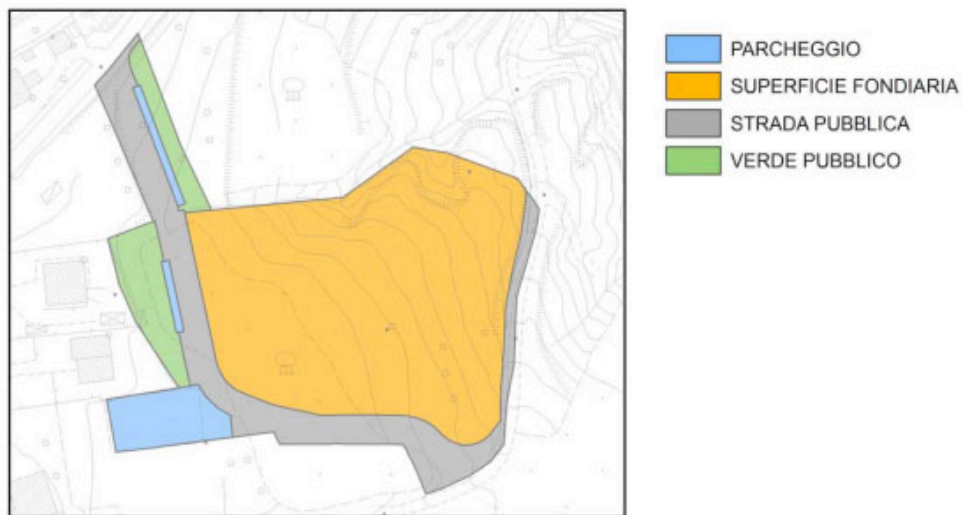 PARCHEGGIO
SUPERFICIE FONDIARIA
STRADA PUBBLICA
VERDE PUBBLICO